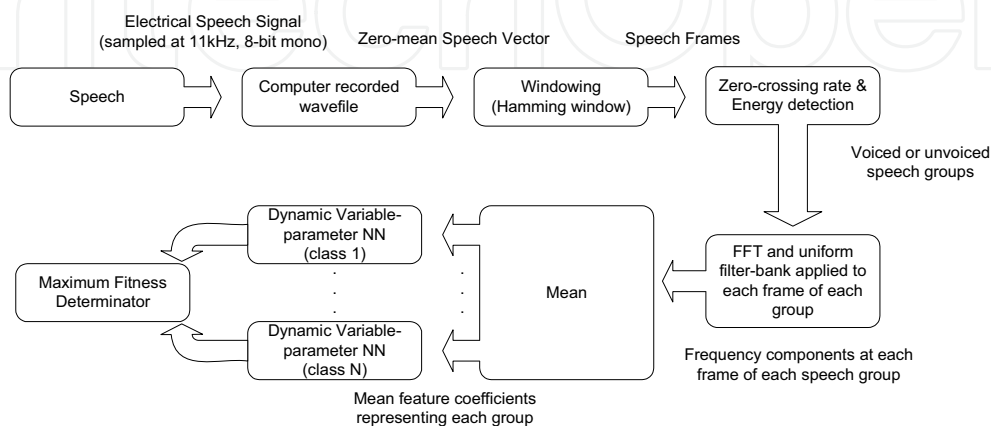 Electrical Speech Signal
(sampled at 11kHz, 8-bit mono)
Zero-mean Speech Vector
Speech Frames
Speech
Computer recorded
wavefile
Windowing
(Hamming window)
Zero-crossing rate &
Energy detection
Voiced or unvoiced
speech groups
Dynamic Variable-
parameter NN
(class 1)
Maximum Fitness
Determinator
Mean
FFT and uniform
filter-bank applied to
each frame of each
group
Dynamic Variable-
parameter NN
(class N)
Frequency components at each
frame of each speech group
Mean feature coefficients
representing each group